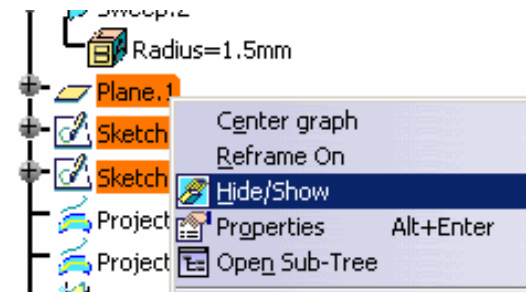 Sweep.2
Radius=1.5mm
Plane.1
Center graph
Sketch
Reframe On
Sketch
Hide/Show
Project
Properties Alt+Enter
Project
Open Sub-Tree